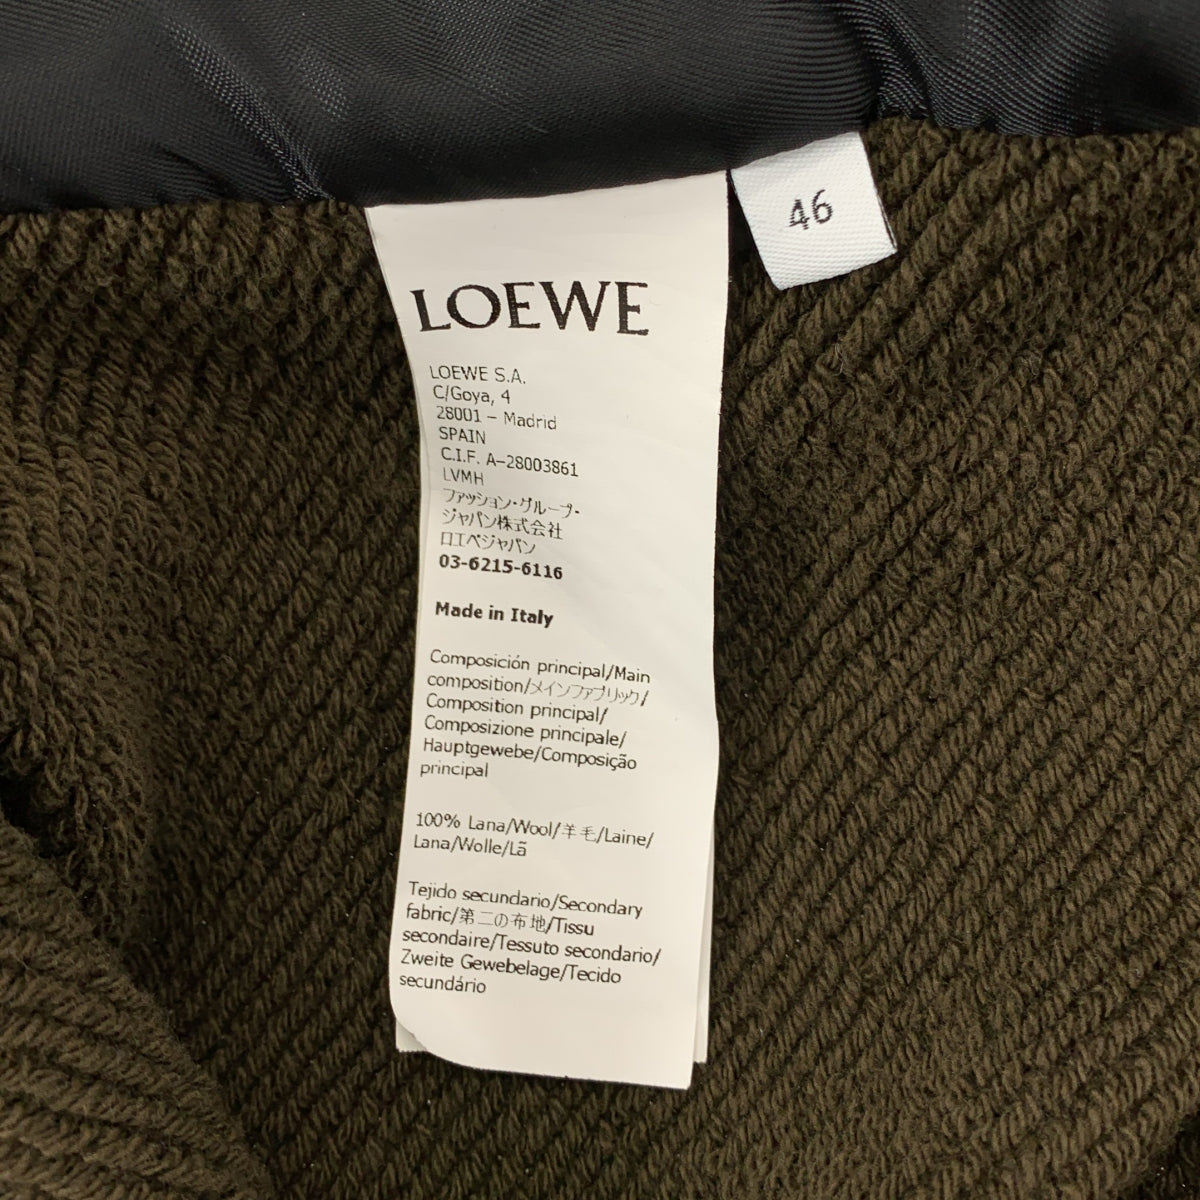 46
LOEWE
LOEWE S.A.
C/Goya, 4
28001 – Madrid
SPAIN
C.I.F. A-28003861
LVMH
ファッション・グループ・
ジャパン株式会社
ロエベジャパン
03-6215-6116
Made in Italy
Composición principal/Main
composition/メインファブリック/
Composition principal/
Composizione principale/
Hauptgewebe/Composição
principal
100% Lana/Wool/羊毛/Laine/
Lana/Wolle/Lã
Tejido secundario/Secondary
fabric/第二の布地/Tissu
secondaire/Tessuto secondario/
Zweite Gewebelage/Tecido
secundário